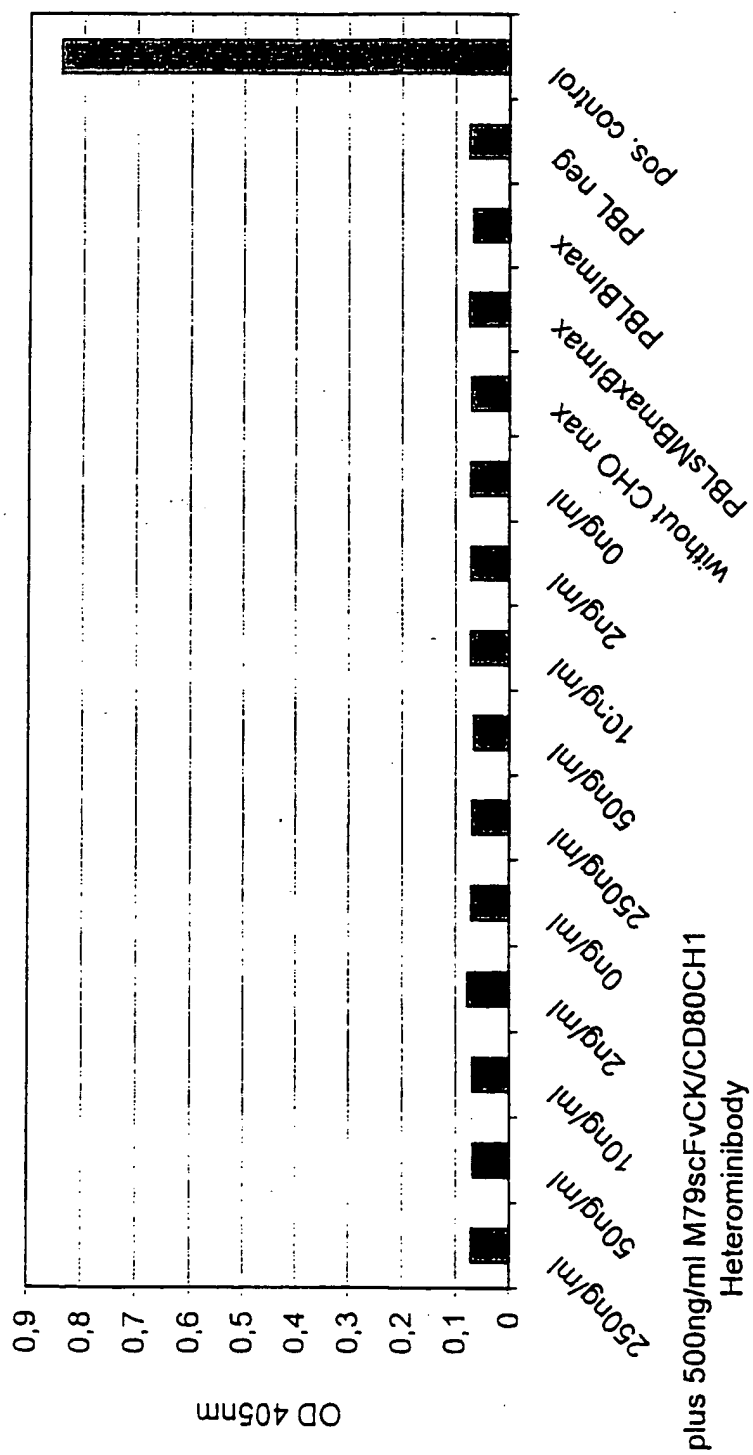 OD 405nm
0,9
0,8
0,7
0,6
0,5
0,4
0,3
0,2
0,1
0
250ng/ml
50ng/ml
10ng/ml
2ng/ml
0ng/ml
250ng/ml
50ng/ml
10ng/ml
2ng/ml
0ng/ml
without CHO max
PBLsMBmaxBlmax
PBLBlmax
PBL neg
pos. control
plus 500ng/ml M79scFvCK/CD80CH1
Heterominibody